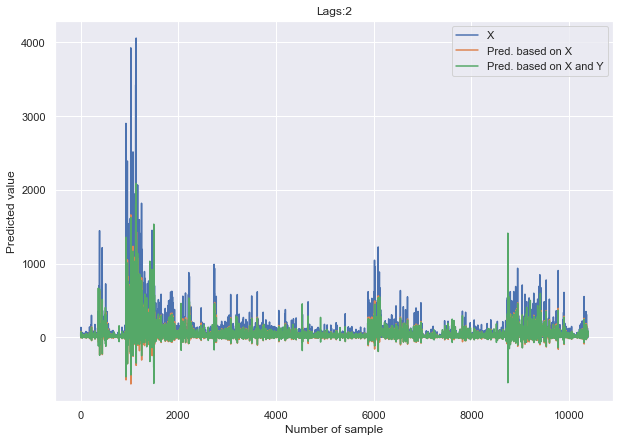 Lags:2
X
Pred. based on X
Pred. based on X and Y
4000
3000
2000
1000
0
Predicted value
0
2000
4000
6000
8000
10000
Number of sample